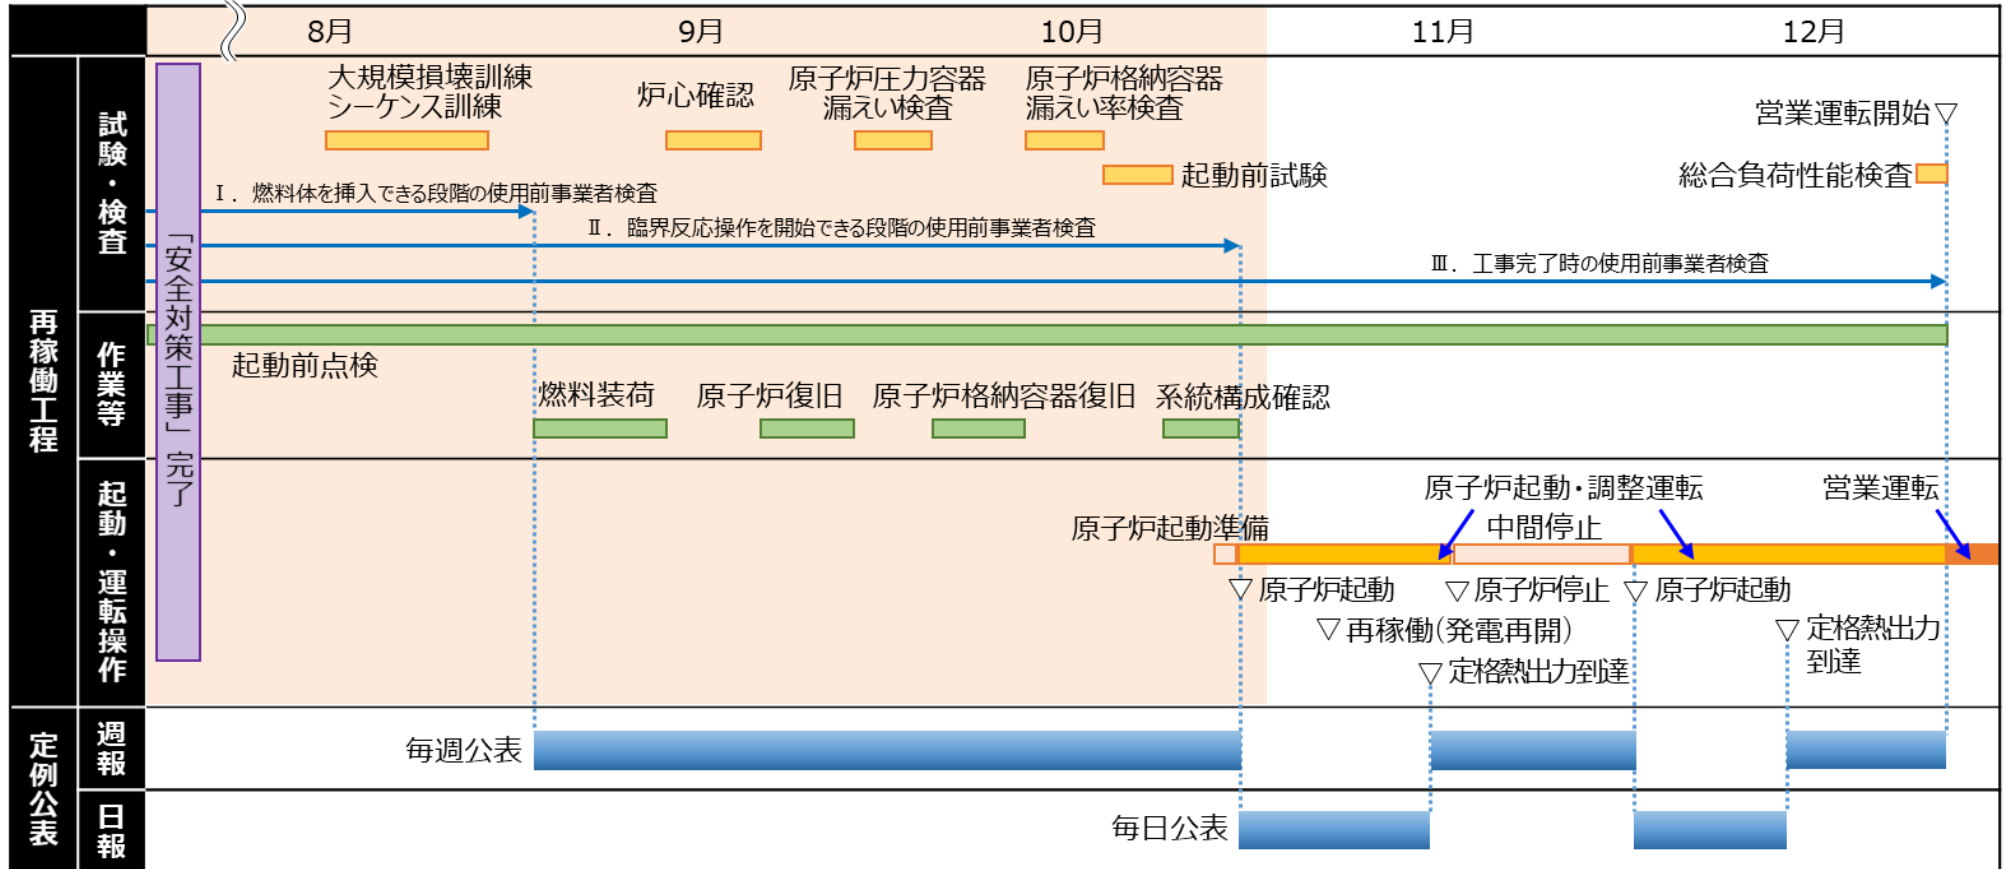 8月
9月
10月
11月
12月
再稼働工程
試験・検査
大規模損壊訓練
シーケンス訓練
炉心確認
原子炉圧力容器
漏えい検査
原子炉格納容器
漏えい率検査
営業運転開始▽
起動前試験
総合負荷性能検査
Ⅰ．燃料体を挿入できる段階の使用前事業者検査
Ⅱ．臨界反応操作を開始できる段階の使用前事業者検査
Ⅲ．工事完了時の使用前事業者検査
「安全対策工事」完了
作業等
起動前点検
燃料装荷
原子炉復旧
原子炉格納容器復旧
系統構成確認
起動・運転操作
原子炉起動・調整運転
営業運転
原子炉起動準備
中間停止
▽原子炉起動
▽原子炉停止
▽原子炉起動
▽再稼働(発電再開)
▽定格熱出力
到達
▽定格熱出力到達
定例公表
週報
毎週公表
日報
毎日公表